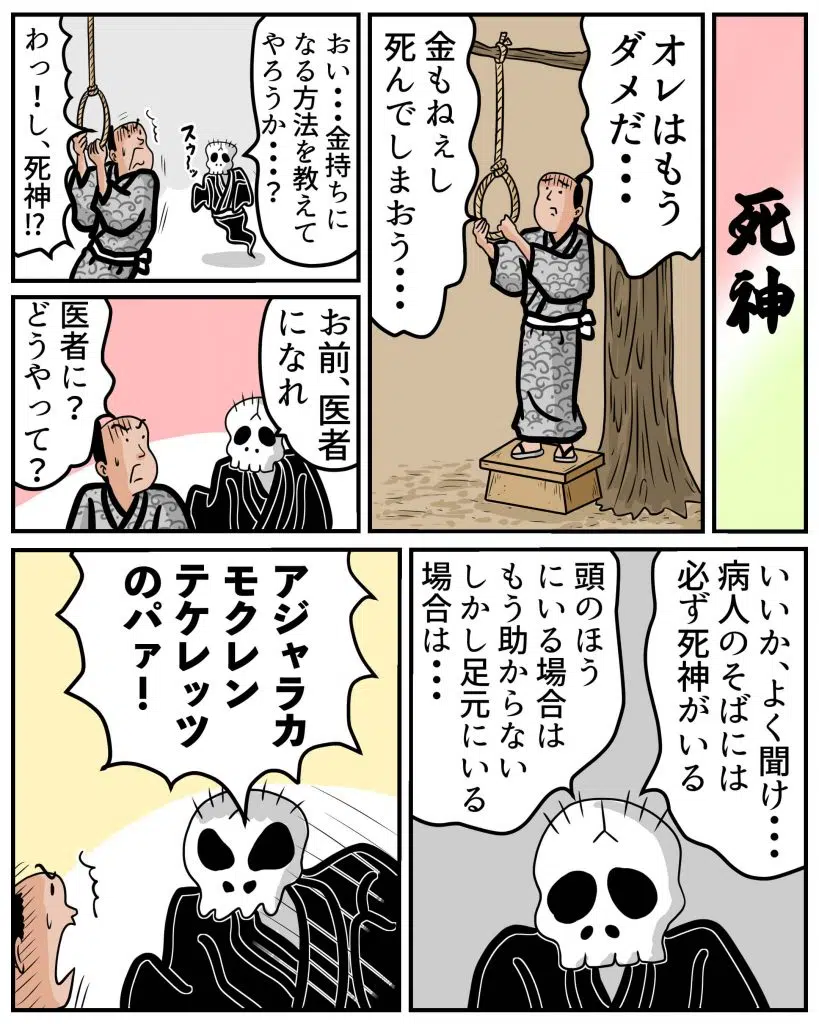 死神
オレはもう
ダメだ・・・
金もねぇし
死んでしまおう・・・
おい・・・金持ちに
なる方法を教えて
やろうか・・・?
スゥ〜ッ
わっ!し、死神!?
お前、医者
になれ
医者に?
どうやって?
いいか、よく聞け・・・
病人のそばには
必ず死神がいる
頭のほう
にいる場合は
もう助からない
しかし足元にいる
場合は・・・
アジャラカ
モクレン
テケレッツ
のパァ!